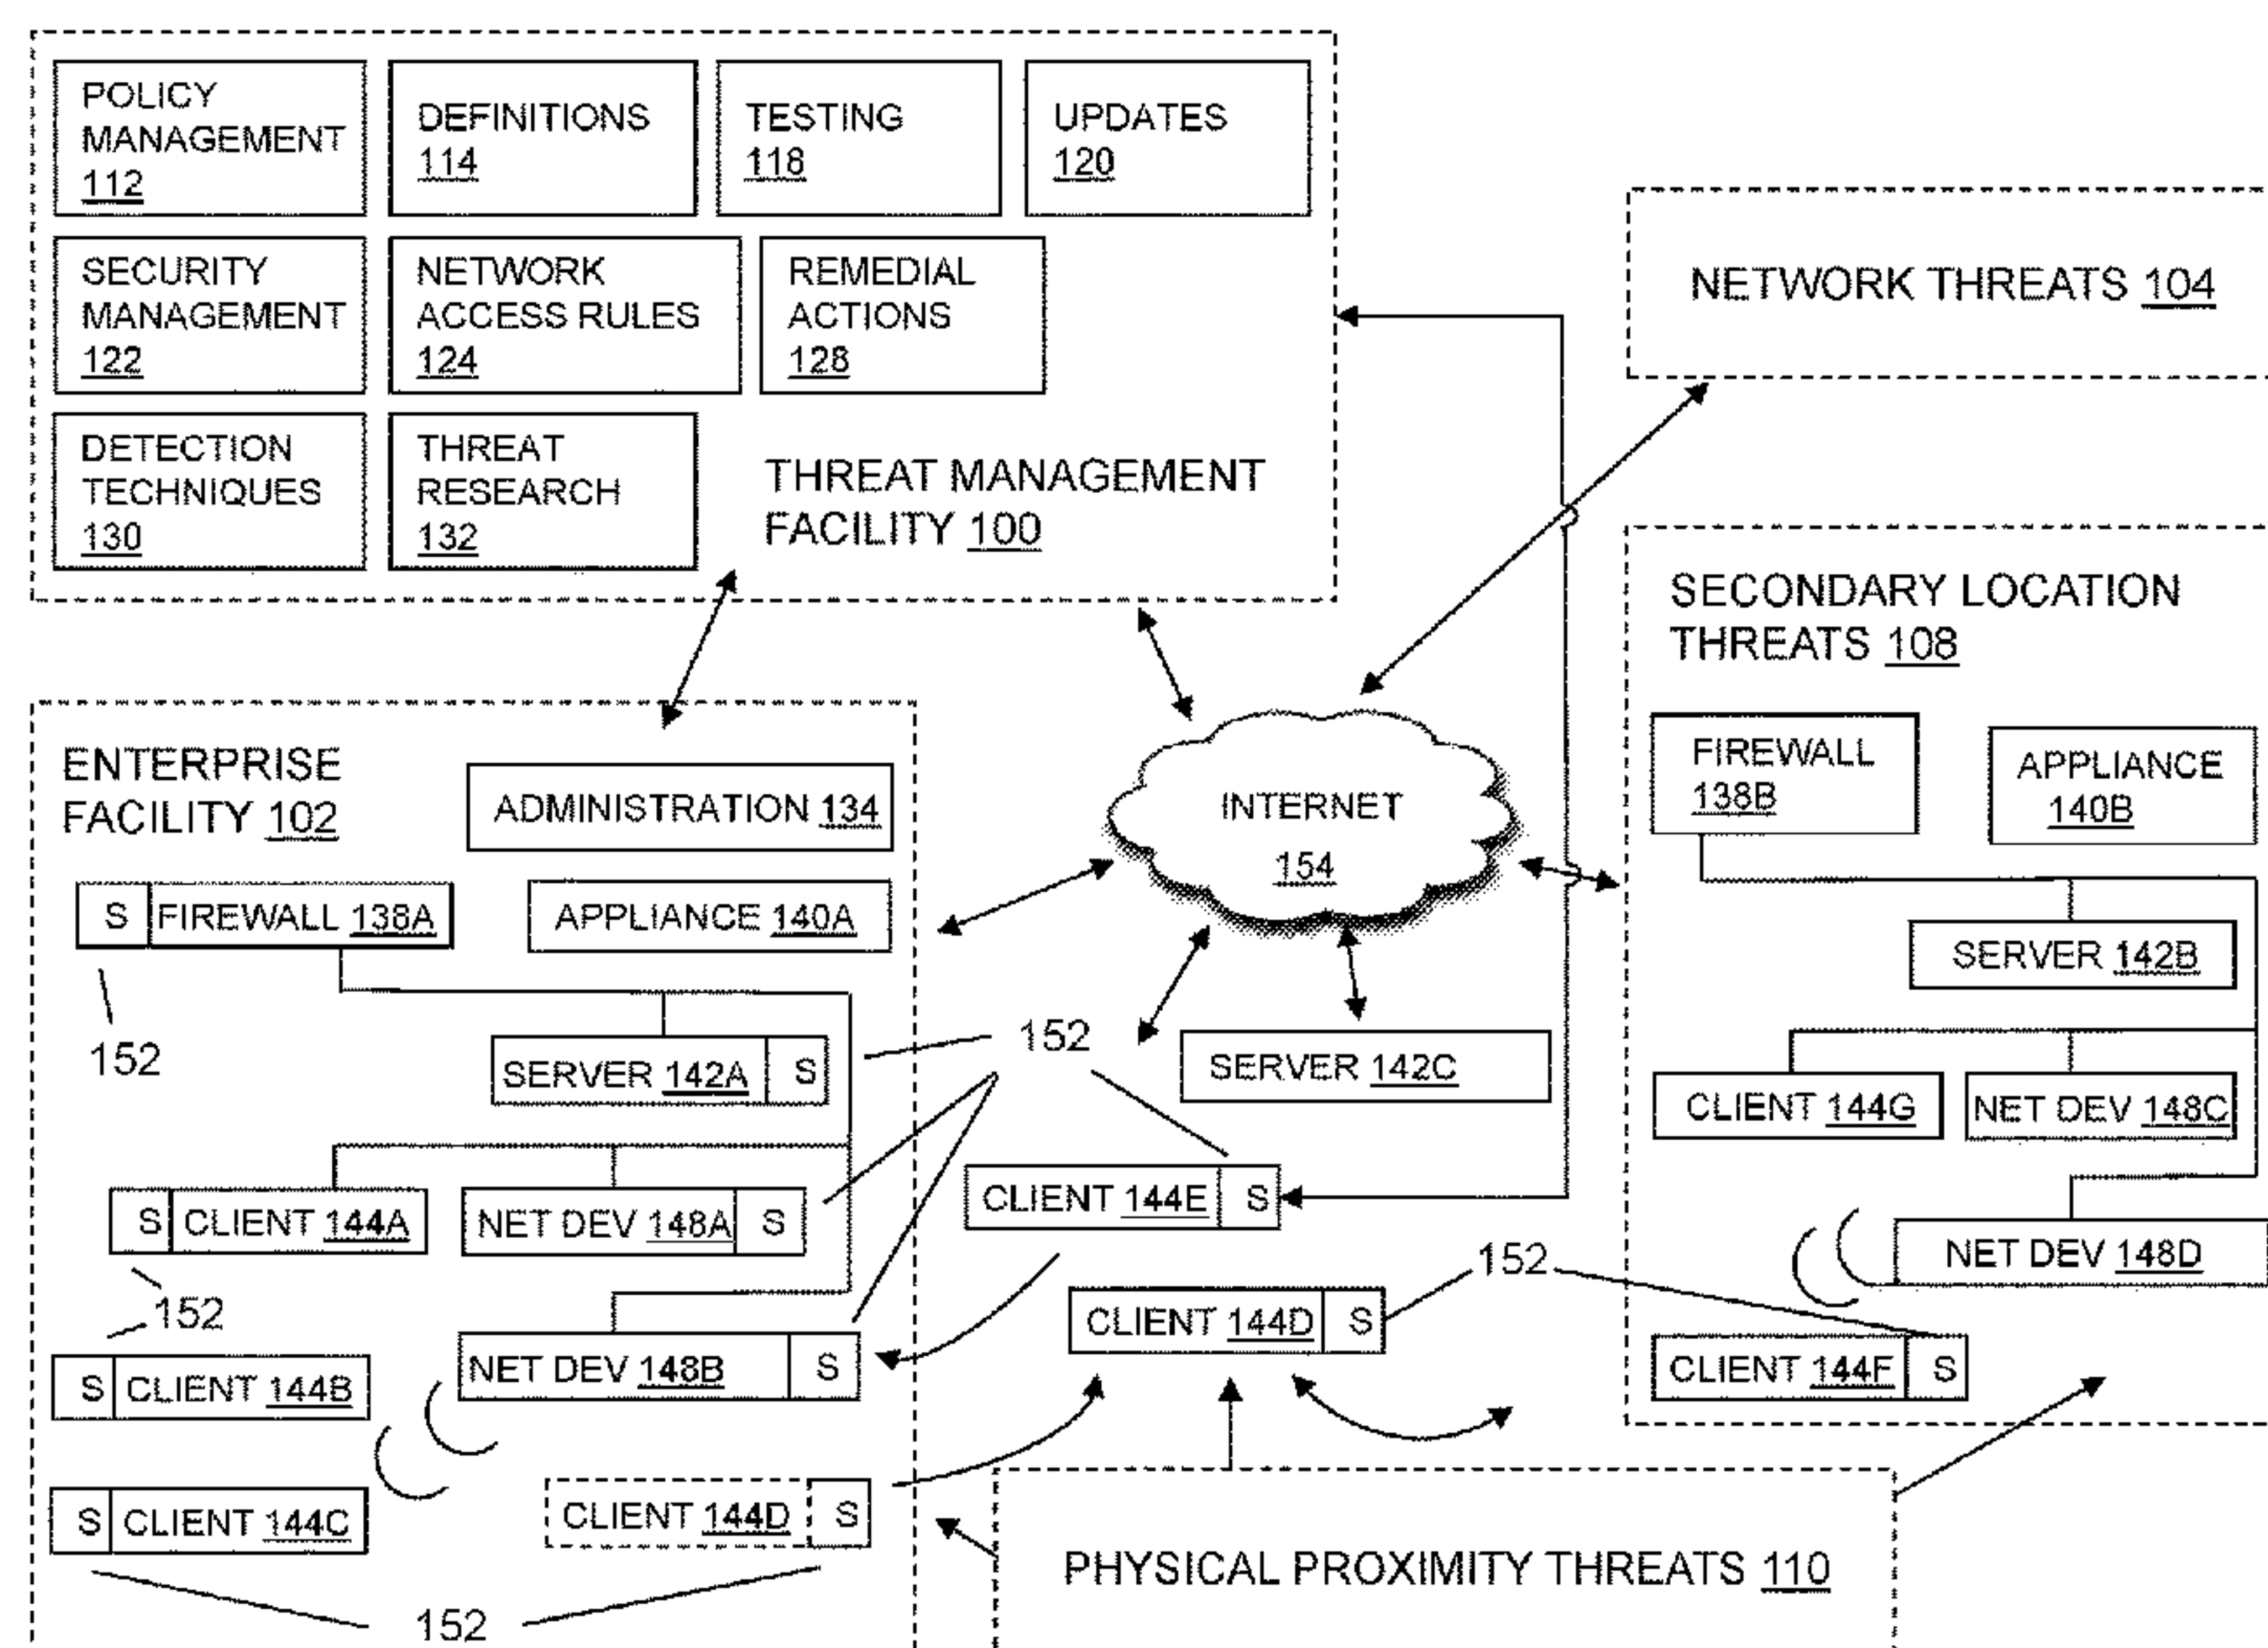 POLICY
MANAGEMENT
112
DEFINITIONS
114
TESTING
118
UPDATES
120
SECURITY
MANAGEMENT
122
NETWORK
ACCESS RULES
124
REMEDIAL
ACTIONS
128
DETECTION
TECHNIQUES
130
THREAT
RESEARCH
132
THREAT MANAGEMENT
FACILITY 100
NETWORK THREATS 104
SECONDARY LOCATION
THREATS 108
FIREWALL
138B
APPLIANCE
140B
SERVER 142B
CLIENT 144G
NET DEV 148C
NET DEV 148D
CLIENT 144F S
ENTERPRISE
FACILITY 102
ADMINISTRATION 134
S FIREWALL 138A
APPLIANCE 140A
152
SERVER 142A S
S CLIENT 144A
NET DEV 148A S
152
NET DEV 148B S
S CLIENT 144B
S CLIENT 144C
CLIENT 144D S
152
INTERNET
154
152
SERVER 142C
CLIENT 144E S
152
CLIENT 144D S
PHYSICAL PROXIMITY THREATS 110